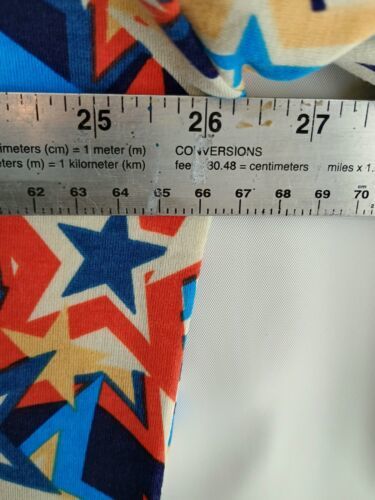 25 26 27
timeters (cm) = 1 meter (m) CONVERSIONS
eters (m) = 1 kilometer (km) fee 30.48 = centimeters miles x 1.
62 63 64 65 66 67 68 69 70